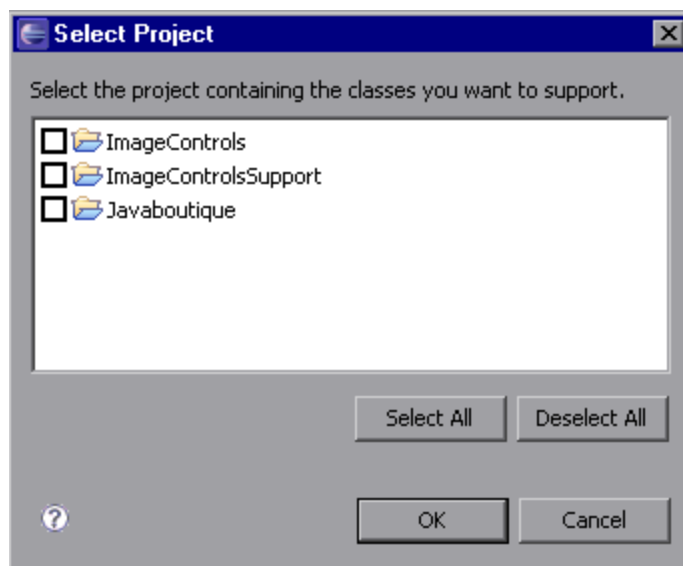 Select Project
Select the project containing the classes you want to support.
ImageControls
ImageControlsSupport
Javaboutique
Select All Deselect All
? OK Cancel